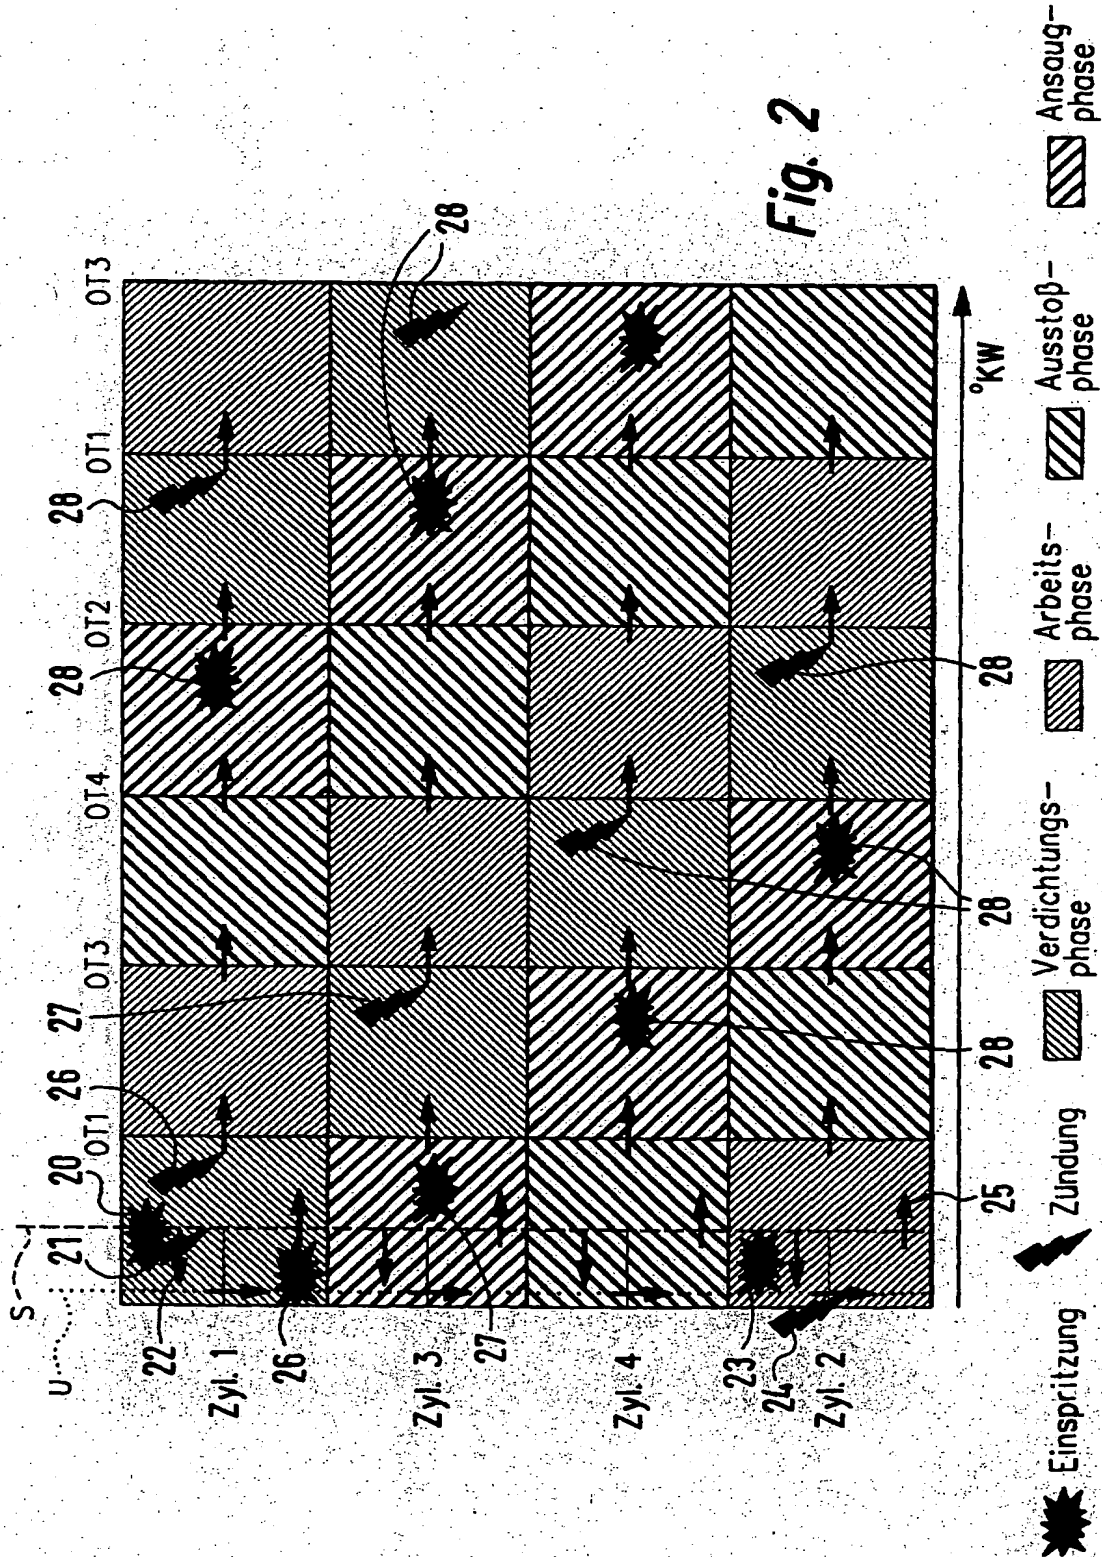 S
U
21
20
OT1
OT3
OT4
OT2
OT1
OT3
22
26
27
28
28
28
Zyl. 1
26
Zyl. 3
27
Zyl. 4
23
24
Zyl. 2
25
28
28
28
°KW
Fig. 2
Einspritzung
Zündung
Verdichtungs-
phase
Arbeits-
phase
Ausstoß-
phase
Ansaug-
phase